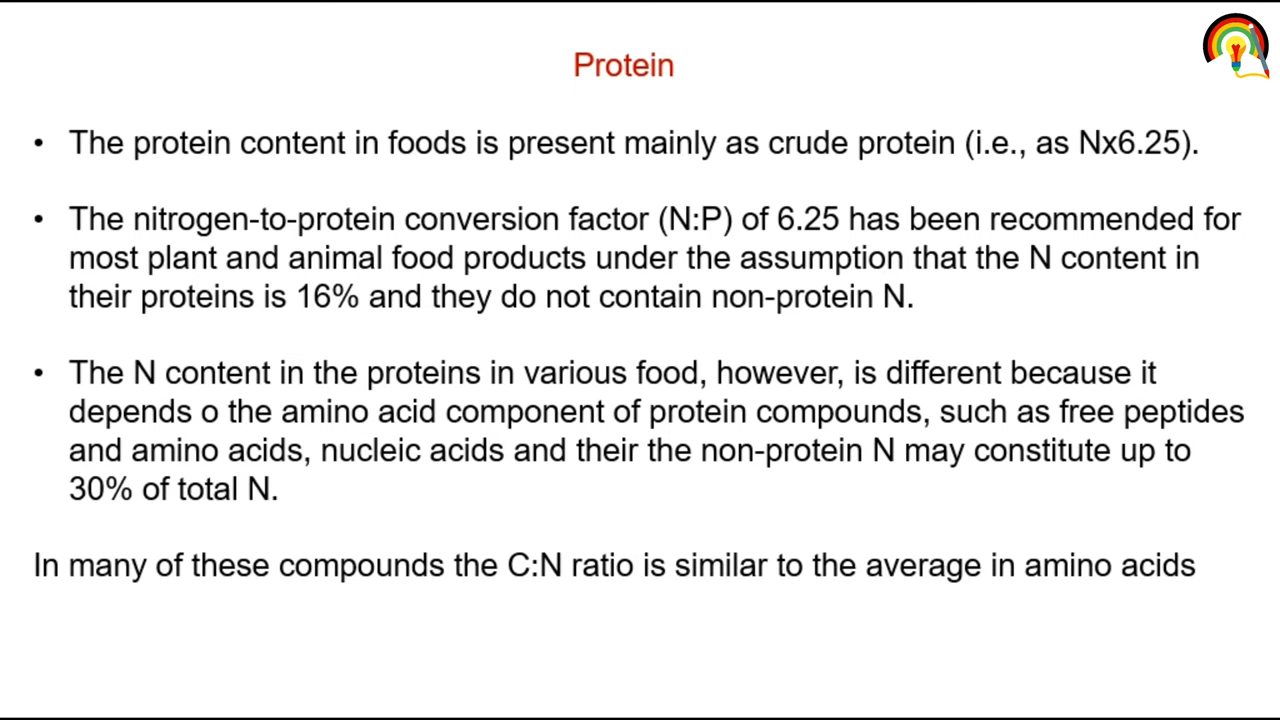 Protein
• The protein content in foods is present mainly as crude protein (i.e., as Nx6.25).
• The nitrogen-to-protein conversion factor (N:P) of 6.25 has been recommended for
most plant and animal food products under the assumption that the N content in
their proteins is 16% and they do not contain non-protein N.
• The N content in the proteins in various food, however, is different because it
depends o the amino acid component of protein compounds, such as free peptides
and amino acids, nucleic acids and their the non-protein N may constitute up to
30% of total N.
In many of these compounds the C:N ratio is similar to the average in amino acids